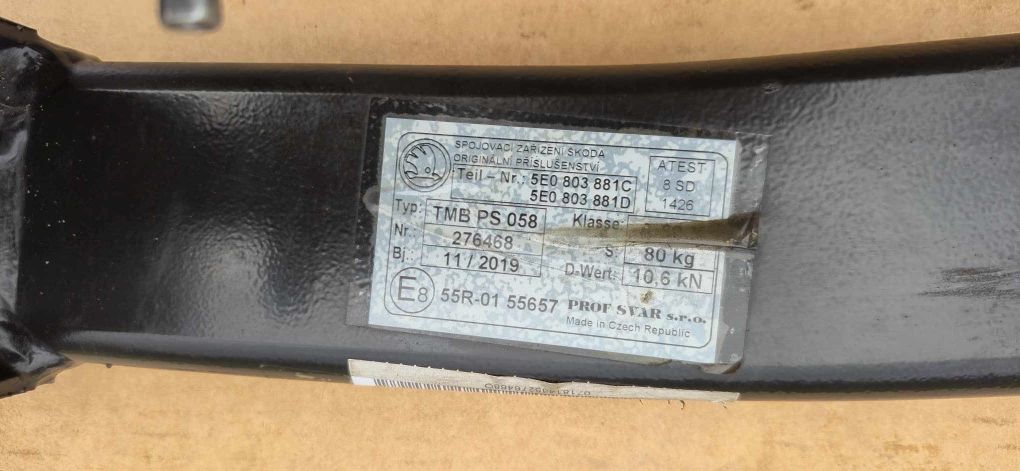 SPOJOVACÍ ZAŘÍZENÍ ŠKODA
ORIGINÁLNÍ PŘÍSLUŠENSTVÍ
Teil – Nr.: 5E0 803 881C
5E0 803 881D
ATEST
8 SD
1426
Typ: TMB PS 058
Nr.: 276468
Bj.: 11 / 2019
Klasse:
S: 80 kg
D-Wert: 10,6 kN
E8 55R-01 55657 PROF SVAR s.r.o.
Made in Czech Republic